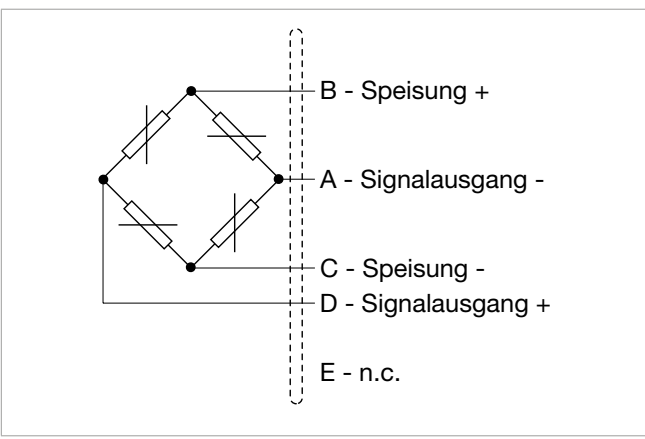 B - Speisung +
A - Signalausgang -
C - Speisung -
D - Signalausgang +
E - n.c.